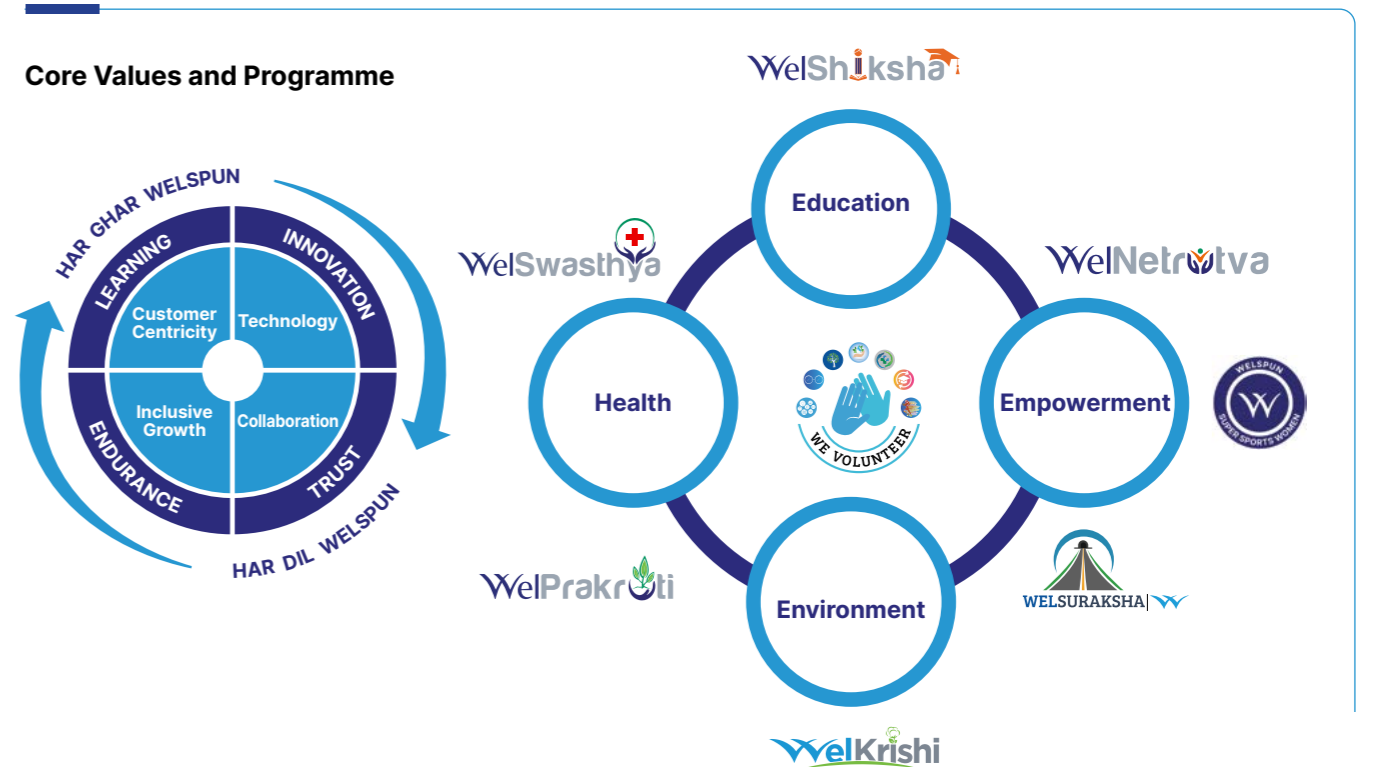 Core Values and Programme
HAR GHAR WELSPUN
LEARNING
INNOVATION
Customer
Centricity
Technology
Inclusive
Growth
Collaboration
ENDURANCE
TRUST
HAR DIL WELSPUN
WelShiksha
Education
WelSwasthya
WelNetrutva
Health
WE VOLUNTEER
Empowerment
WELSPUN
W
SUPER SPORTS WOMEN
WelPrakruti
Environment
WELSURAKSHA|W
WelKrishi